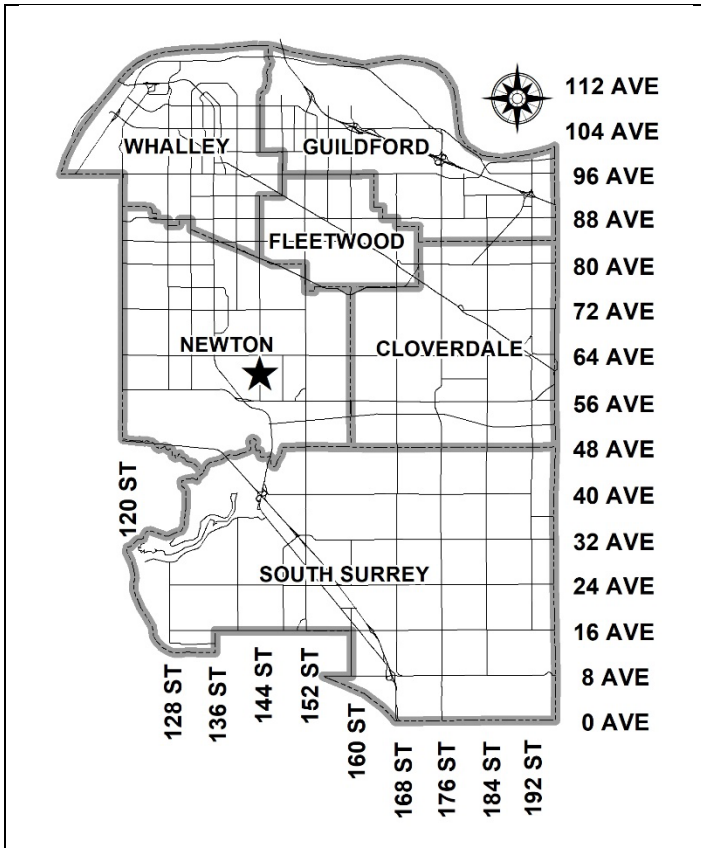 112 AVE
104 AVE
WHALLEY
GUILDFORD
96 AVE
88 AVE
FLEETWOOD
80 AVE
72 AVE
NEWTON
CLOVERDALE
64 AVE
56 AVE
48 AVE
120 ST
40 AVE
32 AVE
SOUTH SURREY
24 AVE
16 AVE
8 AVE
0 AVE
128 ST
136 ST
144 ST
152 ST
160 ST
168 ST
176 ST
184 ST
192 ST